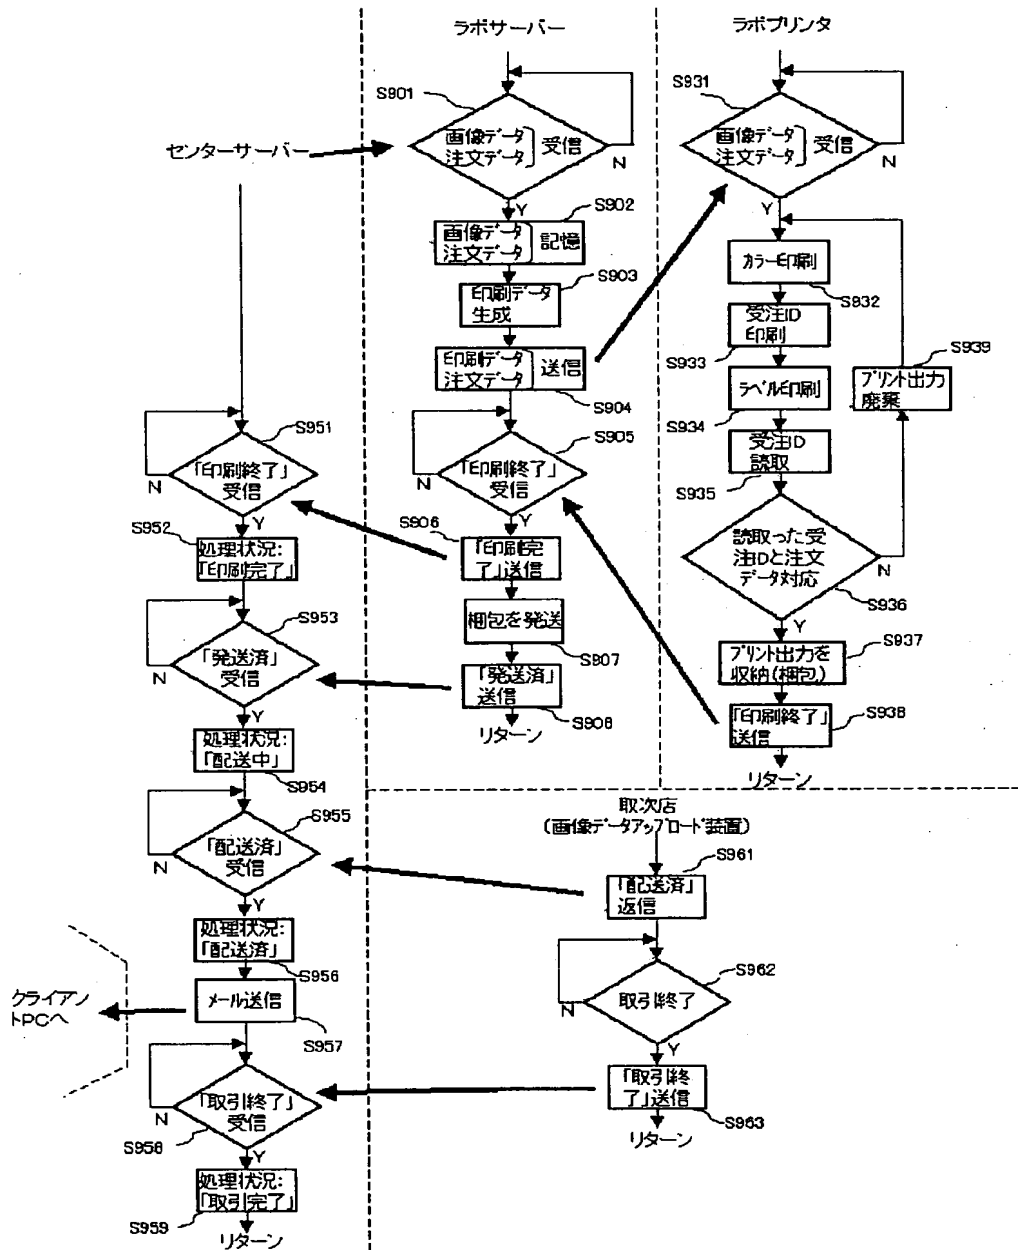 ラボサーバー
ラボプリンタ
センターサーバー
S901
画像データ
注文データ
受信
N
Y
S902
画像データ
注文データ
記憶
S903
印刷データ
生成
印刷データ
注文データ
送信
S904
S905
「印刷終了」
受信
N
Y
S906
「印刷完
了」送信
梱包を発送
S907
「発送済」
送信
S908
リターン
S931
画像データ
注文データ
受信
N
Y
カラー印刷
S932
受注ID
印刷
S933
ラベル印刷
S934
受注ID
読取
S935
読取った受
注IDと注文
データ対応
N
S936
Y
S939
プリント出力
廃棄
S937
プリント出力を
収納(梱包)
「印刷終了」
送信
S938
リターン
S951
「印刷終了」
受信
N
Y
S952
処理状況:
「印刷完了」
S953
「発送済」
受信
N
Y
処理状況:
「配送中」
S954
S955
「配送済」
受信
N
Y
処理状況:
「配送済」
S956
メール送信
S957
クライアン
トPCへ
「取引終了」
受信
N
S958
Y
処理状況:
「取引完了」
S959
リターン
取次店
(画像データアップロード装置)
S961
「配送済」
返信
S962
取引終了
N
Y
「取引終
了」送信
S963
リターン